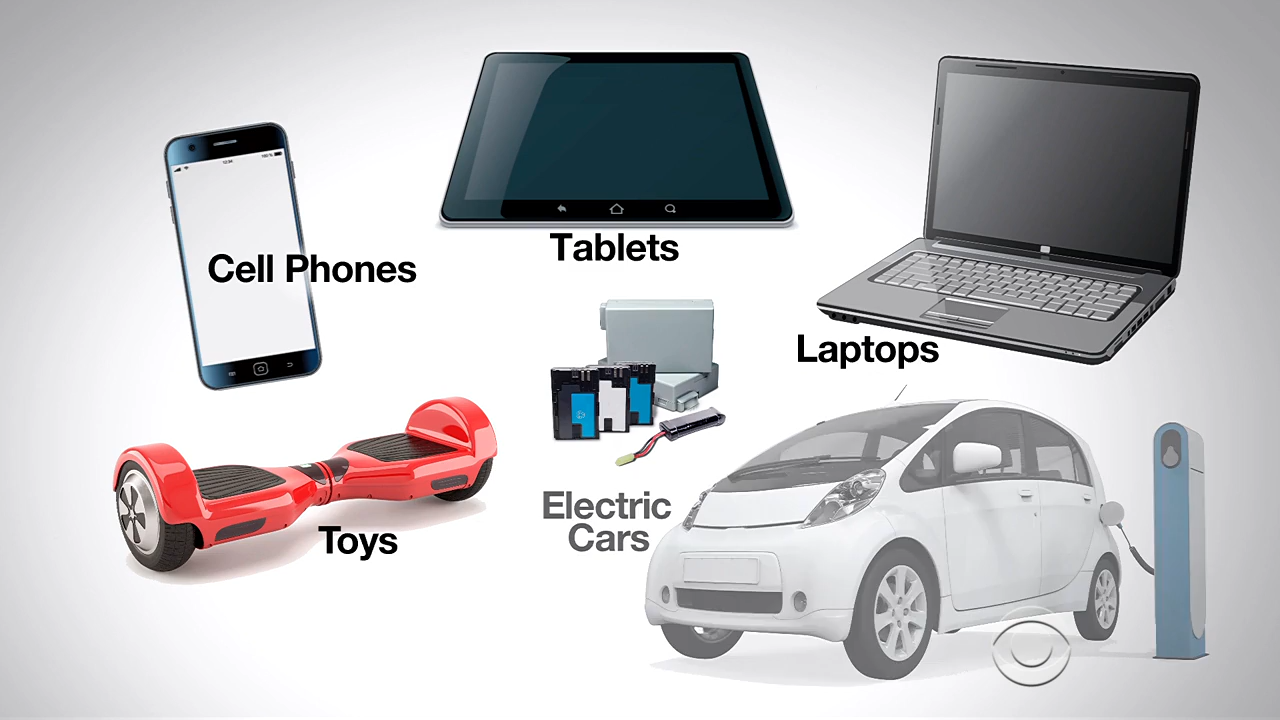 Tablets
Cell Phones
Laptops
Electric
Cars
Toys